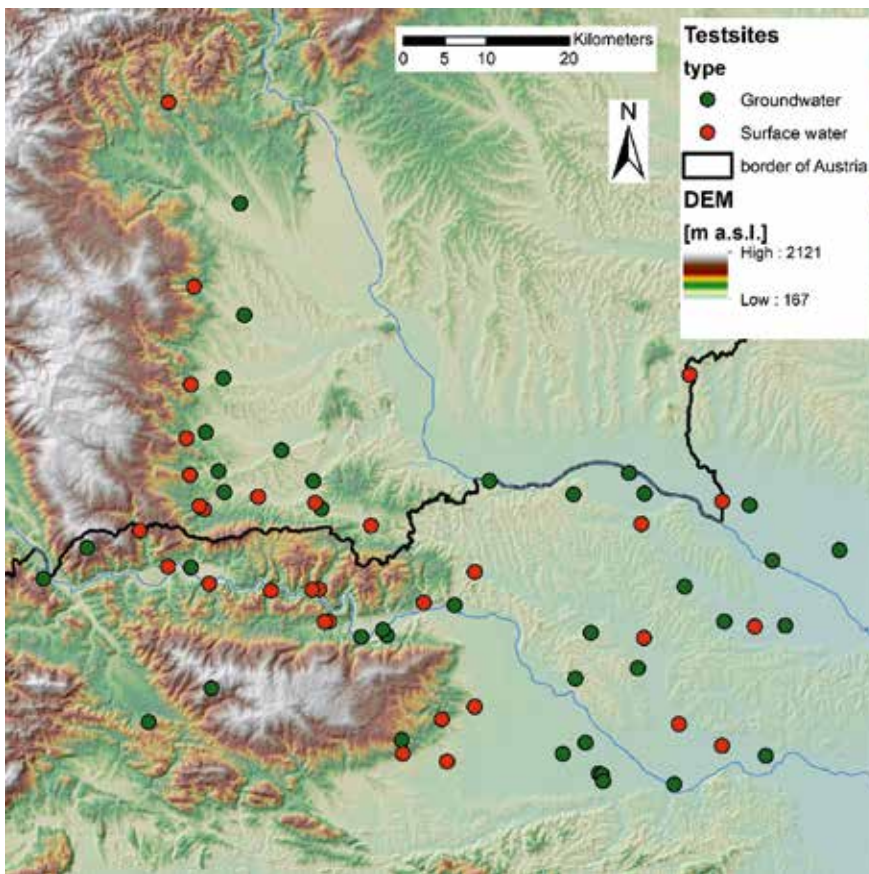 Kilometers
0 5 10 20
N
Testsites
type
Groundwater
Surface water
border of Austria
DEM
[m a.s.l.]
High : 2121
Low : 167